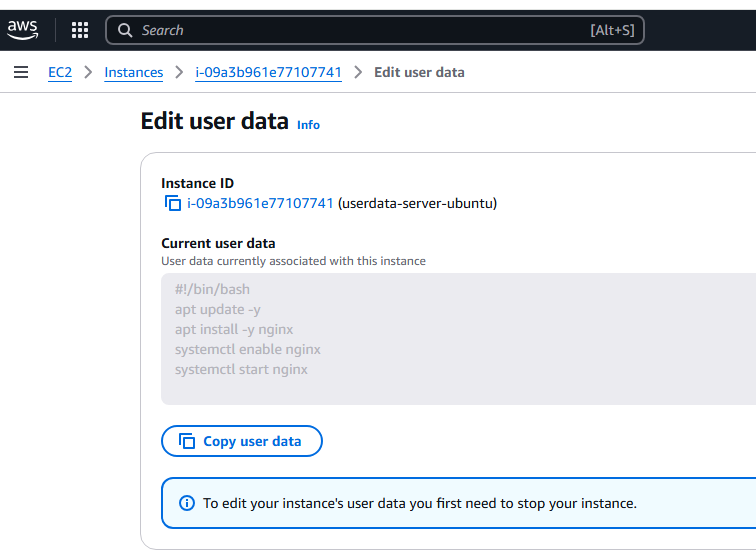 aws
Search [Alt+S]
EC2 > Instances > i-09a3b961e77107741 > Edit user data
Edit user data Info
Instance ID
i-09a3b961e77107741 (userdata-server-ubuntu)
Current user data
User data currently associated with this instance
#!/bin/bash
apt update -y
apt install -y nginx
systemctl enable nginx
systemctl start nginx
Copy user data
To edit your instance's user data you first need to stop your instance.